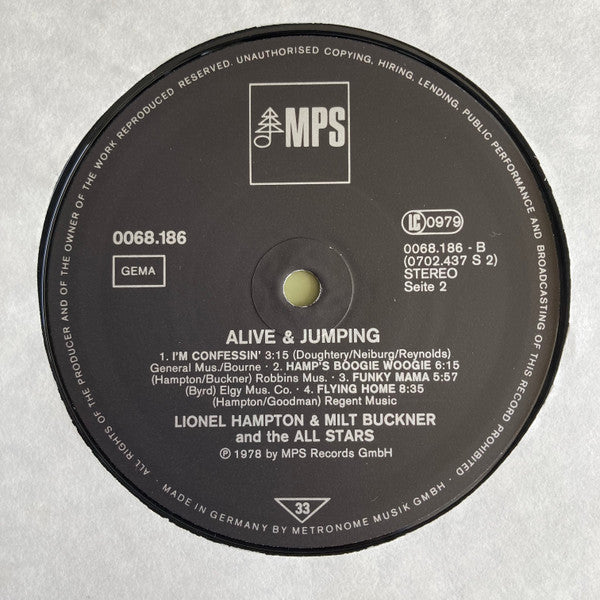 ALL RIGHTS OF THE PRODUCER AND OF THE OWNER OF THE WORK REPRODUCED RESERVED. UNAUTHORISED COPYING, HIRING, LENDING, PUBLIC PERFORMANCE AND BROADCASTING OF THIS RECORD PROHIBITED
MPS
0068.186
GEMA
LC 0979
0068.186 - B
(0702.437 S 2)
STEREO
Seite 2
ALIVE & JUMPING
1. I'M CONFESSIN' 3:15 (Doughtery/Neiburg/Reynolds)
General Mus./Bourne · 2. HAMP'S BOOGIE WOOGIE 6:15
(Hampton/Buckner) Robbins Mus. · 3. FUNKY MAMA 5:57
(Byrd) Elgy Mus. Co. · 4. FLYING HOME 8:35
(Hampton/Goodman) Regent Music
LIONEL HAMPTON & MILT BUCKNER
and the ALL STARS
℗ 1978 by MPS Records GmbH
33
· MADE IN GERMANY BY METRONOME MUSIK GMBH ·